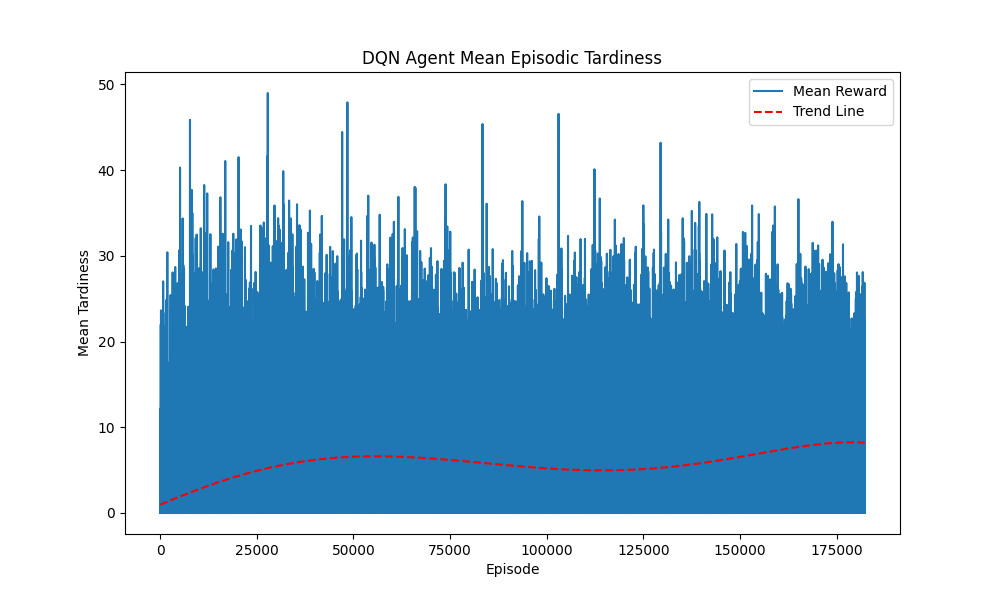 DQN Agent Mean Episodic Tardiness
Mean Reward
Trend Line
50
40
30
20
10
0
Mean Tardiness
0 25000 50000 75000 100000 125000 150000 175000
Episode